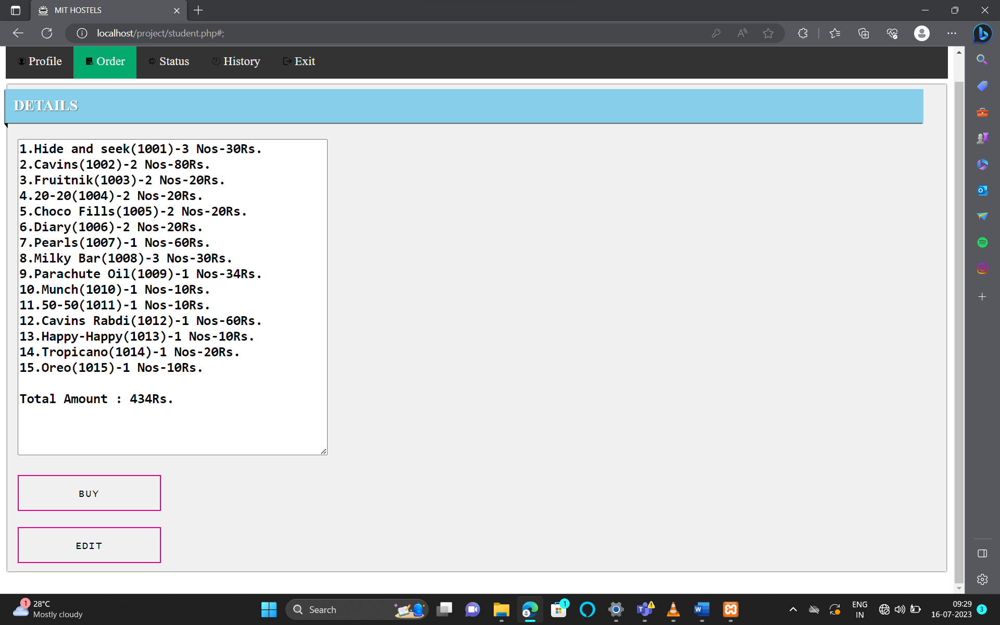 MIT HOSTELS
localhost/project/student.php#;
Profile
Order
Status
History
Exit
DETAILS
1.Hide and seek(1001)-3 Nos-30Rs.
2.Cavins(1002)-2 Nos-80Rs.
3.Fruitnik(1003)-2 Nos-20Rs.
4.20-20(1004)-2 Nos-20Rs.
5.Choco Fills(1005)-2 Nos-20Rs.
6.Diary(1006)-2 Nos-20Rs.
7.Pearls(1007)-1 Nos-60Rs.
8.Milky Bar(1008)-3 Nos-30Rs.
9.Parachute Oil(1009)-1 Nos-34Rs.
10.Munch(1010)-1 Nos-10Rs.
11.50-50(1011)-1 Nos-10Rs.
12.Cavins Rabdi(1012)-1 Nos-60Rs.
13.Happy-Happy(1013)-1 Nos-10Rs.
14.Tropicano(1014)-1 Nos-20Rs.
15.Oreo(1015)-1 Nos-10Rs.
Total Amount : 434Rs.
BUY
EDIT
1
28°C
Mostly cloudy
Search
1
ENG
IN
09:29
16-07-2023
3